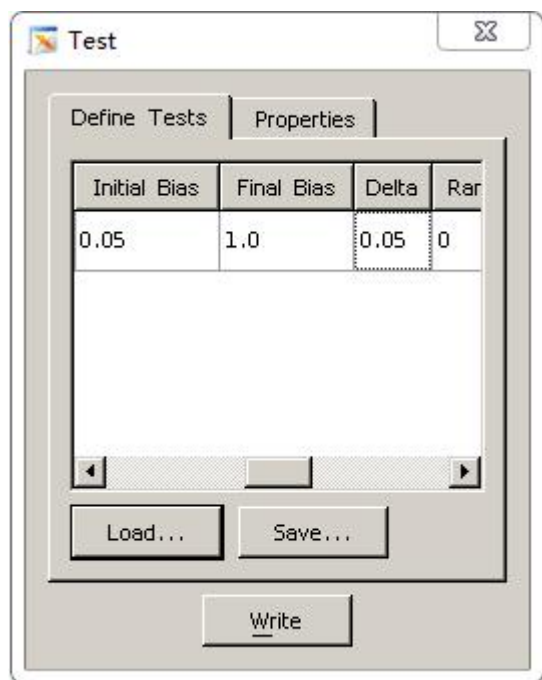 Test
Define Tests Properties
Initial Bias Final Bias Delta
0.05 1.0 0.05 0
Load... Save...
Write